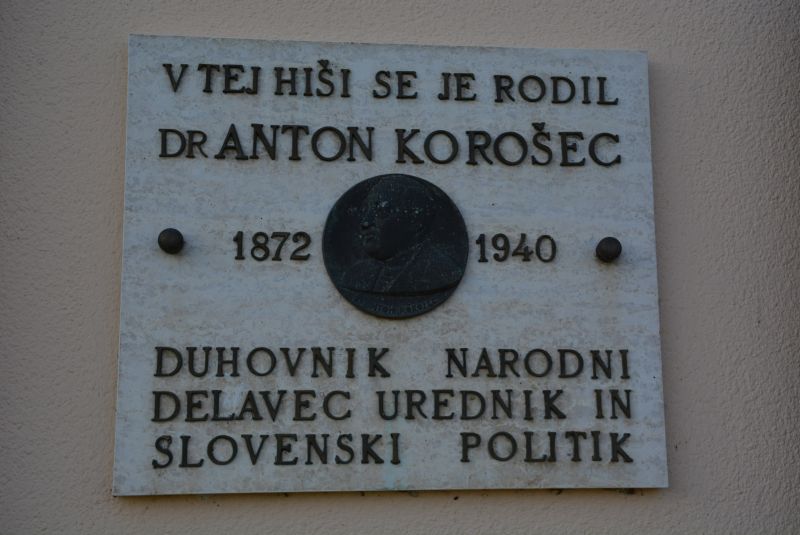 V TEJ HIŠI SE JE RODIL
DR ANTON KOROŠEC
1872 1940
DUHOVNIK NARODNI
DELAVEC UREDNIK IN
SLOVENSKI POLITIK